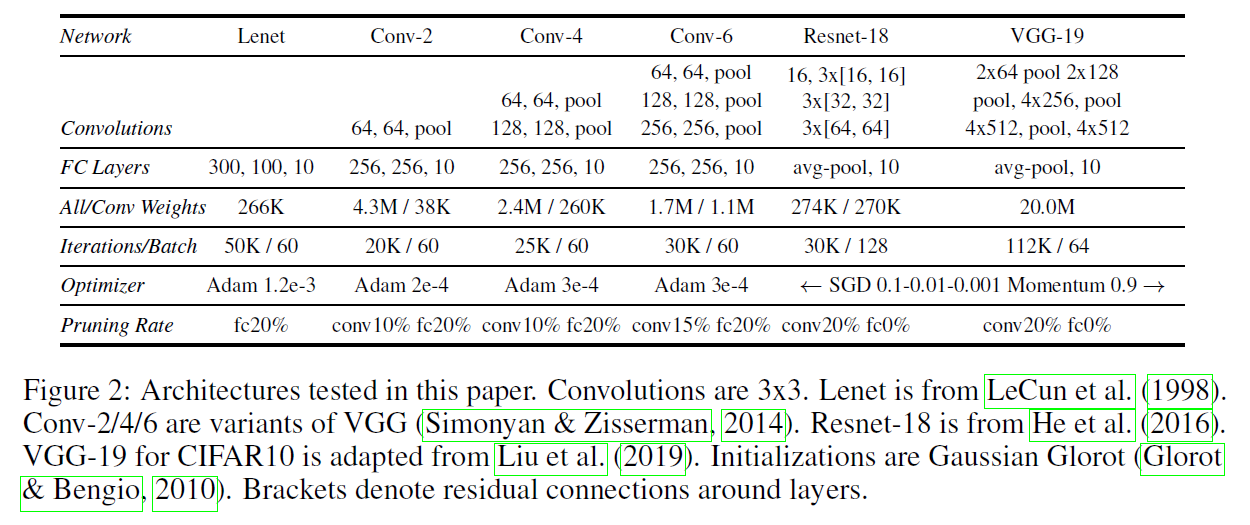 Network Lenet Conv-2 Conv-4 Conv-6 Resnet-18 VGG-19
64, 64, pool 16, 3x[16, 16] 2x64 pool 2x128
64, 64, pool 128, 128, pool 3x[32, 32] pool, 4x256, pool
Convolutions 64, 64, pool 128, 128, pool 256, 256, pool 3x[64, 64] 4x512, pool, 4x512
FC Layers 300, 100, 10 256, 256, 10 256, 256, 10 256, 256, 10 avg-pool, 10 avg-pool, 10
All/Conv Weights 266K 4.3M / 38K 2.4M / 260K 1.7M / 1.1M 274K / 270K 20.0M
Iterations/Batch 50K / 60 20K / 60 25K / 60 30K / 60 30K / 128 112K / 64
Optimizer Adam 1.2e-3 Adam 2e-4 Adam 3e-4 Adam 3e-4 ← SGD 0.1-0.01-0.001 Momentum 0.9 →
Pruning Rate fc20% conv10% fc20% conv10% fc20% conv15% fc20% conv20% fc0% conv20% fc0%
Figure 2: Architectures tested in this paper. Convolutions are 3x3. Lenet is from LeCun et al. (1998).
Conv-2/4/6 are variants of VGG (Simonyan & Zisserman, 2014). Resnet-18 is from He et al. (2016).
VGG-19 for CIFAR10 is adapted from Liu et al. (2019). Initializations are Gaussian Glorot (Glorot
& Bengio, 2010). Brackets denote residual connections around layers.